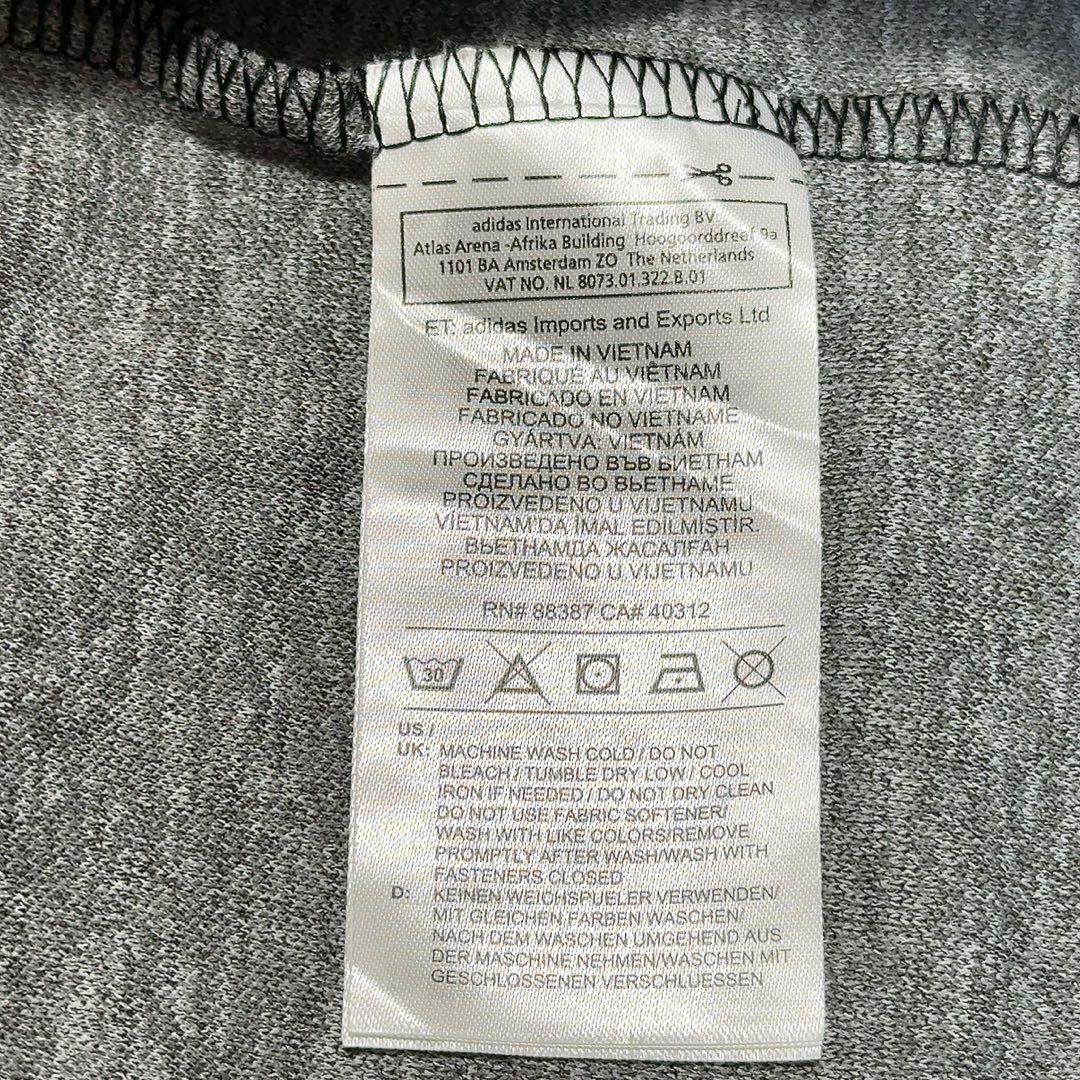 adidas International Trading BV
Atlas Arena -Afrika Building Hoogoorddreef 9a
1101 BA Amsterdam ZO The Netherlands
VAT NO. NL 8073.01.322.B.01
ET: adidas Imports and Exports Ltd
MADE IN VIETNAM
FABRIQUÉ AU VIÊTNAM
FABRICADO EN VIETNAM
FABRICADO NO VIETNAME
GYÁRTVA: VIETNÁM
ПРОИЗВЕДЕНО ВЪВ ВИЕТНАМ
СДЕЛАНО ВО ВЬЕТНАМЕ
PROIZVEDENO U VIJETNAMU
VİETNAM'DA İMAL EDİLMİSTİR.
ВЬЕТНАМДА ЖАСАЛҒАН
PROIZVEDENO U VIJETNAMU
RN# 88387 CA# 40312
30
US /
UK: MACHINE WASH COLD / DO NOT
BLEACH / TUMBLE DRY LOW / COOL
IRON IF NEEDED / DO NOT DRY CLEAN
DO NOT USE FABRIC SOFTENER/
WASH WITH LIKE COLORS/REMOVE
PROMPTLY AFTER WASH/WASH WITH
FASTENERS CLOSED
D: KEINEN WEICHSPUELER VERWENDEN/
MIT GLEICHEN FARBEN WASCHEN/
NACH DEM WASCHEN UMGEHEND AUS
DER MASCHINE NEHMEN/WASCHEN MIT
GESCHLOSSENEN VERSCHLUESSEN